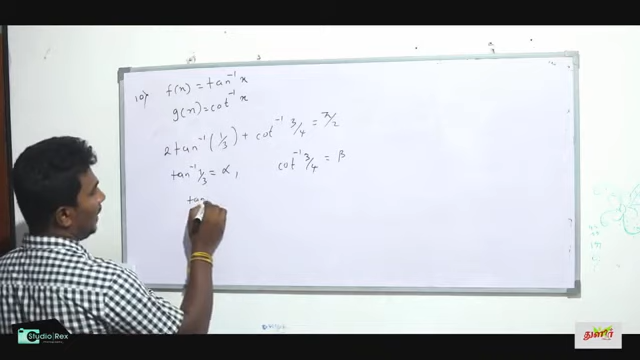 10) f(x) = tan⁻¹ x
g(x) = cot⁻¹ x
2 tan⁻¹ (1/3) + cot⁻¹ 3/4 = π/2
tan⁻¹ 1/3 = α, cot⁻¹ 3/4 = β
tan
Studio|Rex
துளிர்